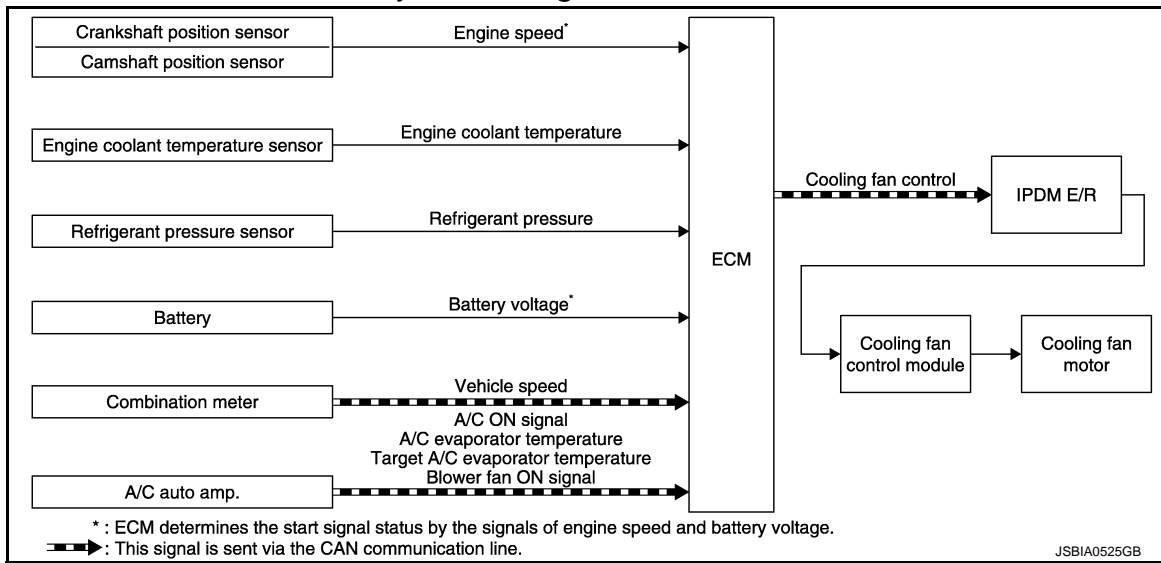 Crankshaft position sensor
Camshaft position sensor
Engine speed*
Engine coolant temperature sensor
Engine coolant temperature
Refrigerant pressure sensor
Refrigerant pressure
Battery
Battery voltage*
Combination meter
Vehicle speed
A/C auto amp.
A/C ON signal
A/C evaporator temperature
Target A/C evaporator temperature
Blower fan ON signal
ECM
Cooling fan control
IPDM E/R
Cooling fan
control module
Cooling fan
motor
* : ECM determines the start signal status by the signals of engine speed and battery voltage.
: This signal is sent via the CAN communication line.
JSBIA0525GB